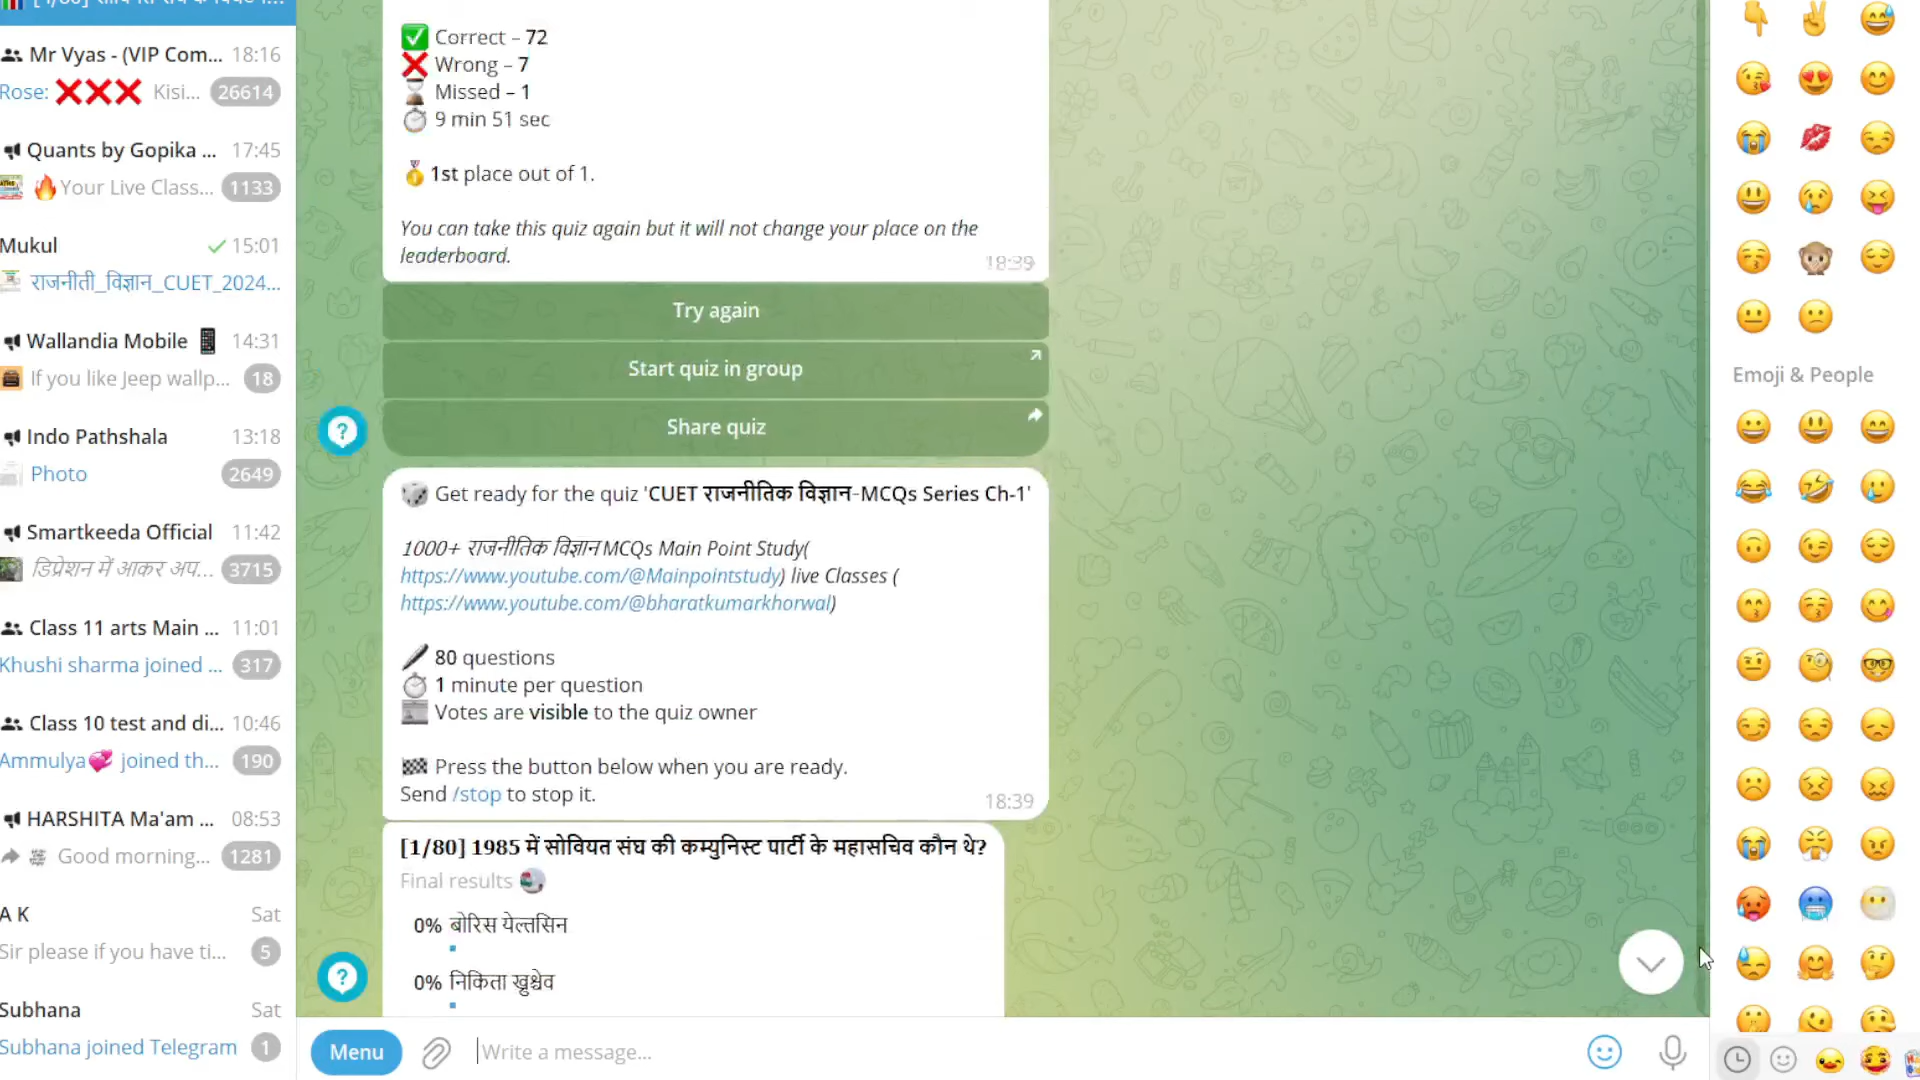 Mr Vyas - (VIP Com... 18:16
Rose: ❌❌❌ Kisi... 26614
Quants by Gopika ... 17:45
🔥Your Live Class... 1133
Mukul 15:01
राजनीती_विज्ञान_CUET_2024...
Wallandia Mobile 14:31
If you like Jeep wallp... 18
Indo Pathshala 13:18
Photo 2649
Smartkeeda Official 11:42
डिप्रेशन में आकर अप... 3715
Class 11 arts Main ... 11:01
Khushi sharma joined ... 317
Class 10 test and di... 10:46
Ammulya💞 joined th... 190
HARSHITA Ma'am ... 08:53
Good morning... 1281
A K Sat
Sir please if you have ti... 5
Subhana Sat
Subhana joined Telegram 1
✅ Correct – 72
❌ Wrong – 7
Missed – 1
9 min 51 sec
1st place out of 1.
You can take this quiz again but it will not change your place on the
leaderboard.
18:39
Try again
Start quiz in group
Share quiz
Get ready for the quiz 'CUET राजनीतिक विज्ञान-MCQs Series Ch-1'
1000+ राजनीतिक विज्ञान MCQs Main Point Study(
https://www.youtube.com/@Mainpointstudy) live Classes (
https://www.youtube.com/@bharatkumarkhorwal)
80 questions
1 minute per question
Votes are visible to the quiz owner
Press the button below when you are ready.
Send /stop to stop it.
18:39
[1/80] 1985 में सोवियत संघ की कम्युनिस्ट पार्टी के महासचिव कौन थे?
Final results
0% बोरिस येल्तसिन
0% निकिता ख्रुश्चेव
Menu
Write a message...
Emoji & People